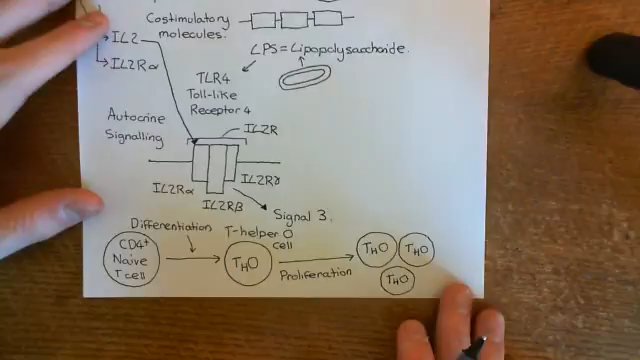 Costimulatory
molecules:
IL2
IL2Rα
LPS = Lipopolysaccharide.
TLR4
Toll-like
Receptor 4
Autocrine
Signalling
IL2R
IL2Rα
IL2Rγ
IL2Rβ
Signal 3.
Differentiation
T-helper 0
cell
CD4+
Naive
T cell
TH0
Proliferation
TH0
TH0
TH0